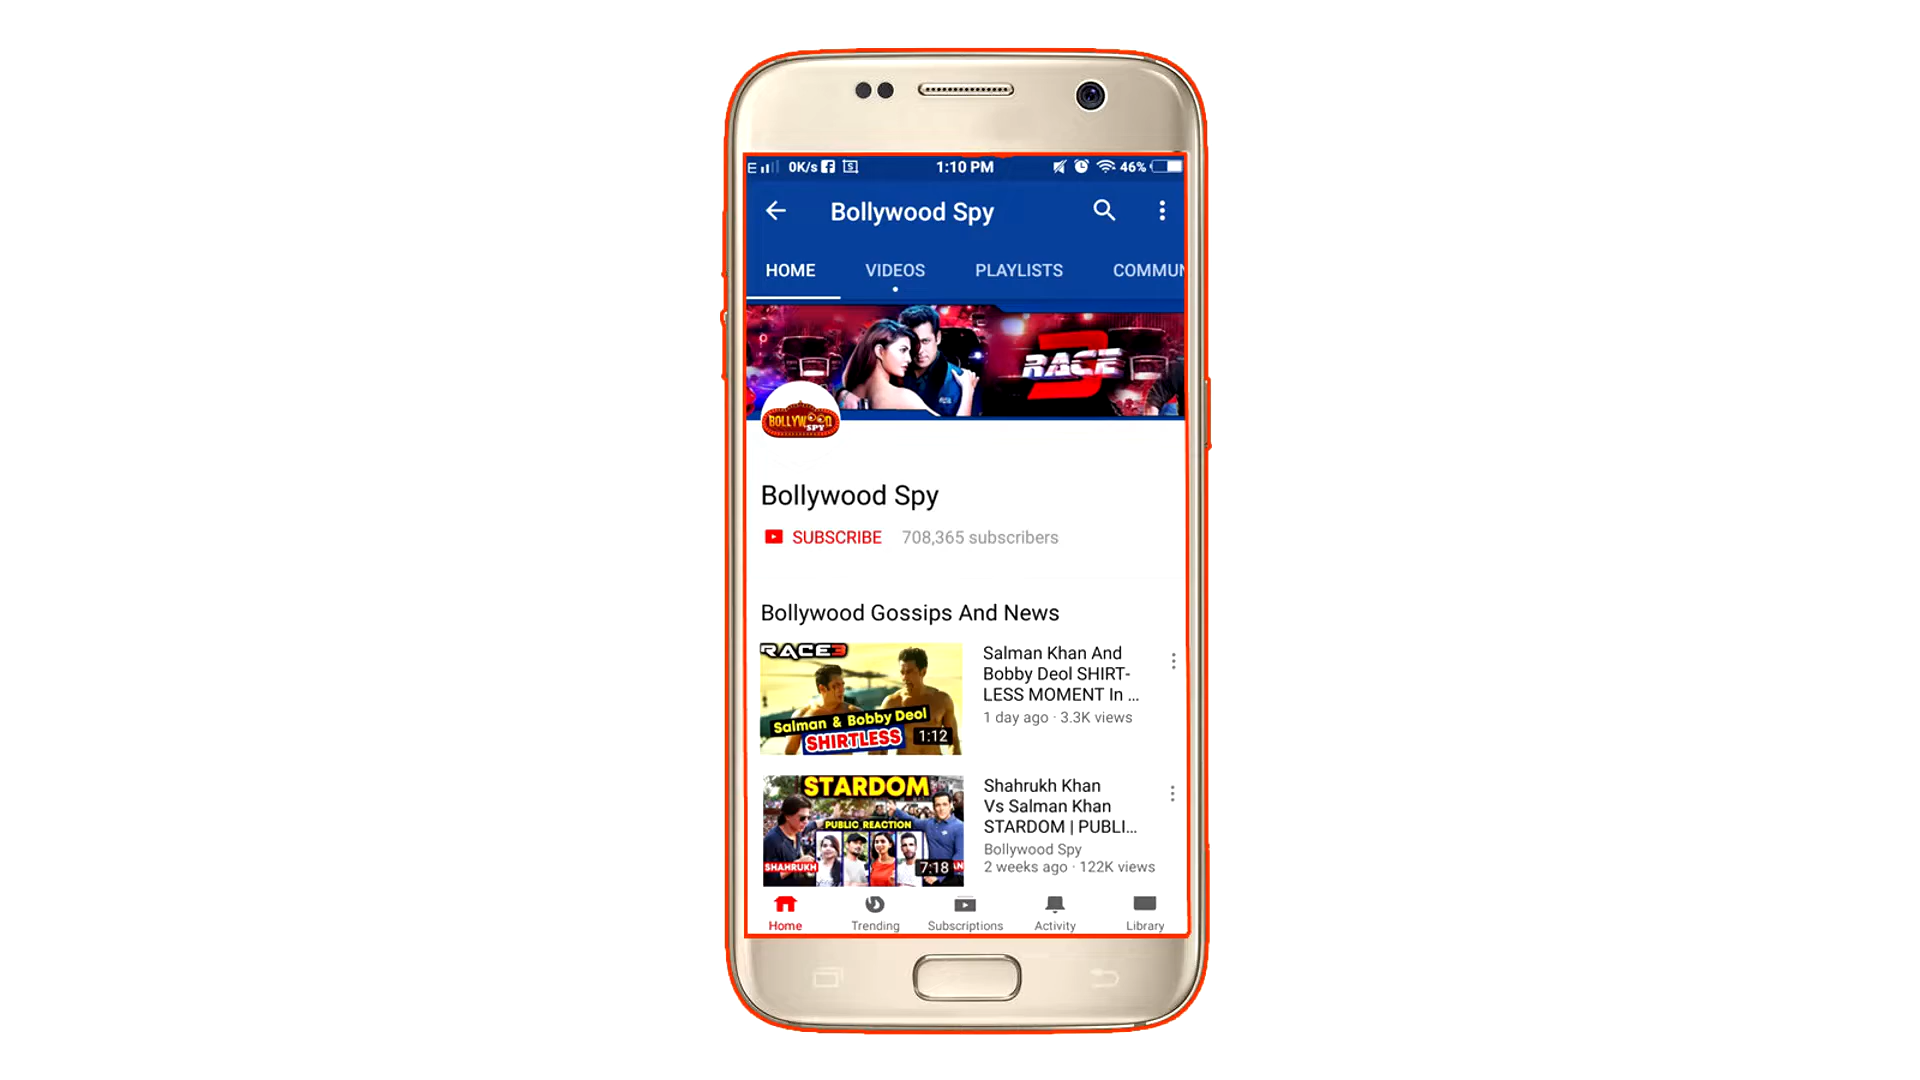 E 0K/s 1:10 PM 46%
Bollywood Spy
HOME VIDEOS PLAYLISTS COMMUN
RACE 3
BOLLYWOOD
SPY
Bollywood Spy
SUBSCRIBE 708,365 subscribers
Bollywood Gossips And News
RACE3
Salman & Bobby Deol
SHIRTLESS
1:12
Salman Khan And
Bobby Deol SHIRT-
LESS MOMENT In ...
1 day ago · 3.3K views
STARDOM
PUBLIC REACTION
SHAHRUKH
7:18
AN
Shahrukh Khan
Vs Salman Khan
STARDOM | PUBLI...
Bollywood Spy
2 weeks ago · 122K views
Home Trending Subscriptions Activity Library